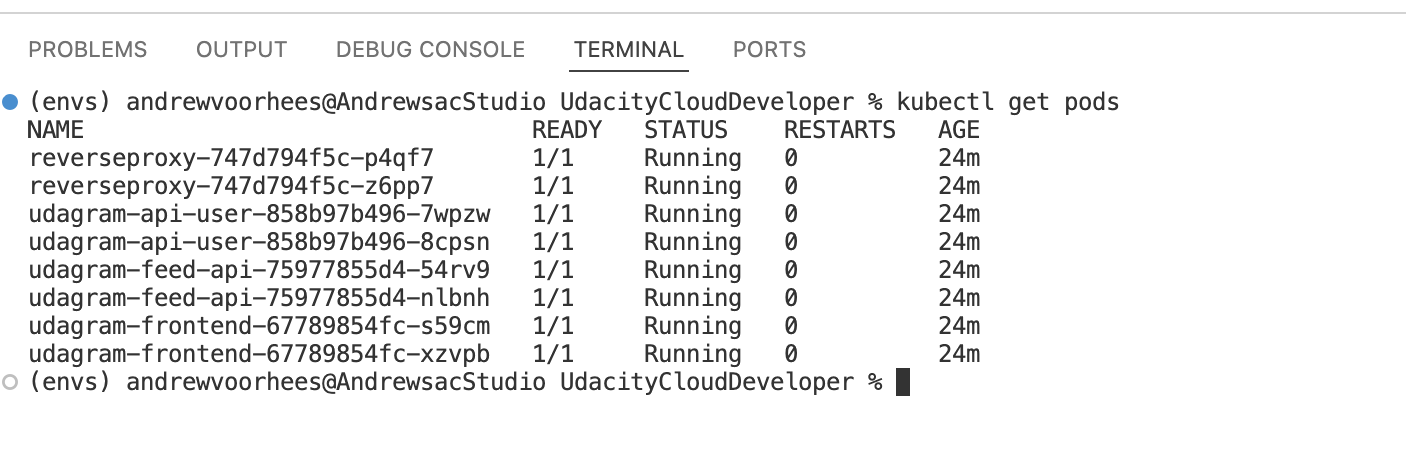 PROBLEMS OUTPUT DEBUG CONSOLE TERMINAL PORTS
(envs) andrewvoorhees@AndrewsacStudio UdacityCloudDeveloper % kubectl get pods
NAME READY STATUS RESTARTS AGE
reverseproxy-747d794f5c-p4qf7 1/1 Running 0 24m
reverseproxy-747d794f5c-z6pp7 1/1 Running 0 24m
udagram-api-user-858b97b496-7wpzw 1/1 Running 0 24m
udagram-api-user-858b97b496-8cpsn 1/1 Running 0 24m
udagram-feed-api-75977855d4-54rv9 1/1 Running 0 24m
udagram-feed-api-75977855d4-nlbnh 1/1 Running 0 24m
udagram-frontend-67789854fc-s59cm 1/1 Running 0 24m
udagram-frontend-67789854fc-xzvpb 1/1 Running 0 24m
(envs) andrewvoorhees@AndrewsacStudio UdacityCloudDeveloper %